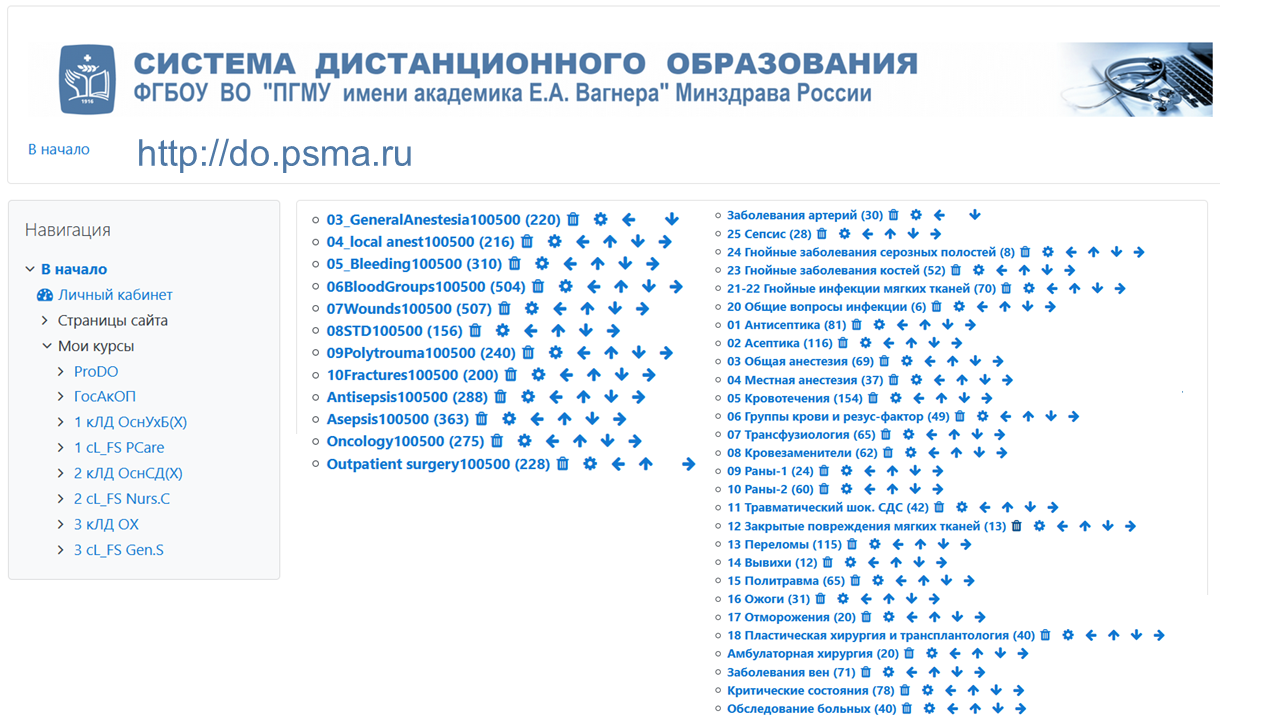 СИСТЕМА ДИСТАНЦИОННОГО ОБРАЗОВАНИЯ
ФГБОУ ВО "ПГМУ имени академика Е.А. Вагнера" Минздрава России
1916
В начало
http://do.psma.ru
Навигация
В начало
Личный кабинет
Страницы сайта
Мои курсы
ProDO
ГосАкОП
1 кЛД ОснУхБ(Х)
1 cL_FS PCare
2 кЛД ОснСД(Х)
2 cL_FS Nurs.C
3 кЛД ОХ
3 cL_FS Gen.S
03_GeneralAnestesia100500 (220)
04_local anest100500 (216)
05_Bleeding100500 (310)
06BloodGroups100500 (504)
07Wounds100500 (507)
08STD100500 (156)
09Polytrouma100500 (240)
10Fractures100500 (200)
Antisepsis100500 (288)
Asepsis100500 (363)
Oncology100500 (275)
Outpatient surgery100500 (228)
Заболевания артерий (30)
25 Сепсис (28)
24 Гнойные заболевания серозных полостей (8)
23 Гнойные заболевания костей (52)
21-22 Гнойные инфекции мягких тканей (70)
20 Общие вопросы инфекции (6)
01 Антисептика (81)
02 Асептика (116)
03 Общая анестезия (69)
04 Местная анестезия (37)
05 Кровотечения (154)
06 Группы крови и резус-фактор (49)
07 Трансфузиология (65)
08 Кровезаменители (62)
09 Раны-1 (24)
10 Раны-2 (60)
11 Травматический шок. СДС (42)
12 Закрытые повреждения мягких тканей (13)
13 Переломы (115)
14 Вывихи (12)
15 Политравма (65)
16 Ожоги (31)
17 Отморожения (20)
18 Пластическая хирургия и трансплантология (40)
Амбулаторная хирургия (20)
Заболевания вен (71)
Критические состояния (78)
Обследование больных (40)